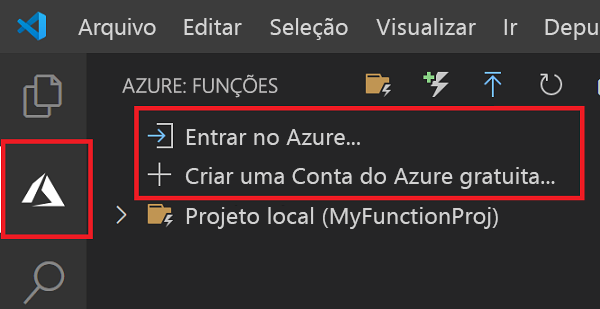 Arquivo Editar Seleção Visualizar Ir Depu
AZURE: FUNÇÕES
Entrar no Azure...
Criar uma Conta do Azure gratuita...
Projeto local (MyFunctionProj)